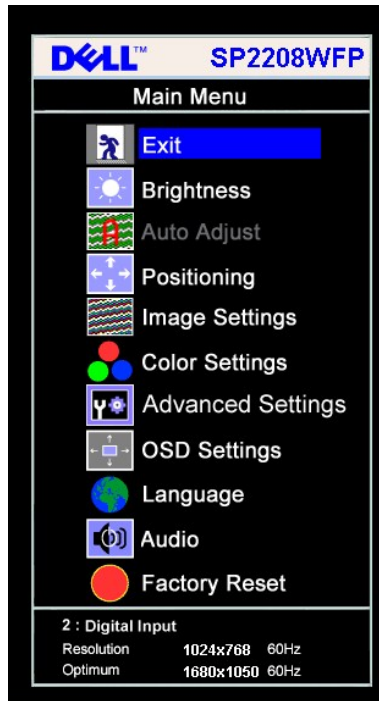 DELL™ SP2208WFP
Main Menu
Exit
Brightness
Auto Adjust
Positioning
Image Settings
Color Settings
Advanced Settings
OSD Settings
Language
Audio
Factory Reset
2 : Digital Input
Resolution 1024x768 60Hz
Optimum 1680x1050 60Hz